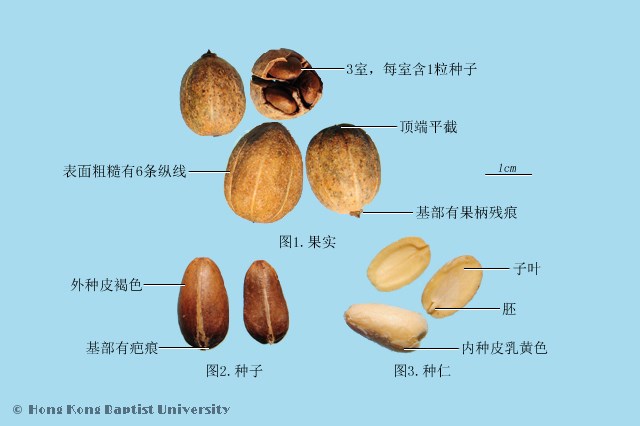 3室，每室含1粒种子
顶端平截
表面粗糙有6条纵线
1cm
基部有果柄残痕
图1.果实
外种皮褐色
子叶
胚
基部有疤痕
内种皮乳黄色
图2.种子
图3.种仁
© Hong Kong Baptist University